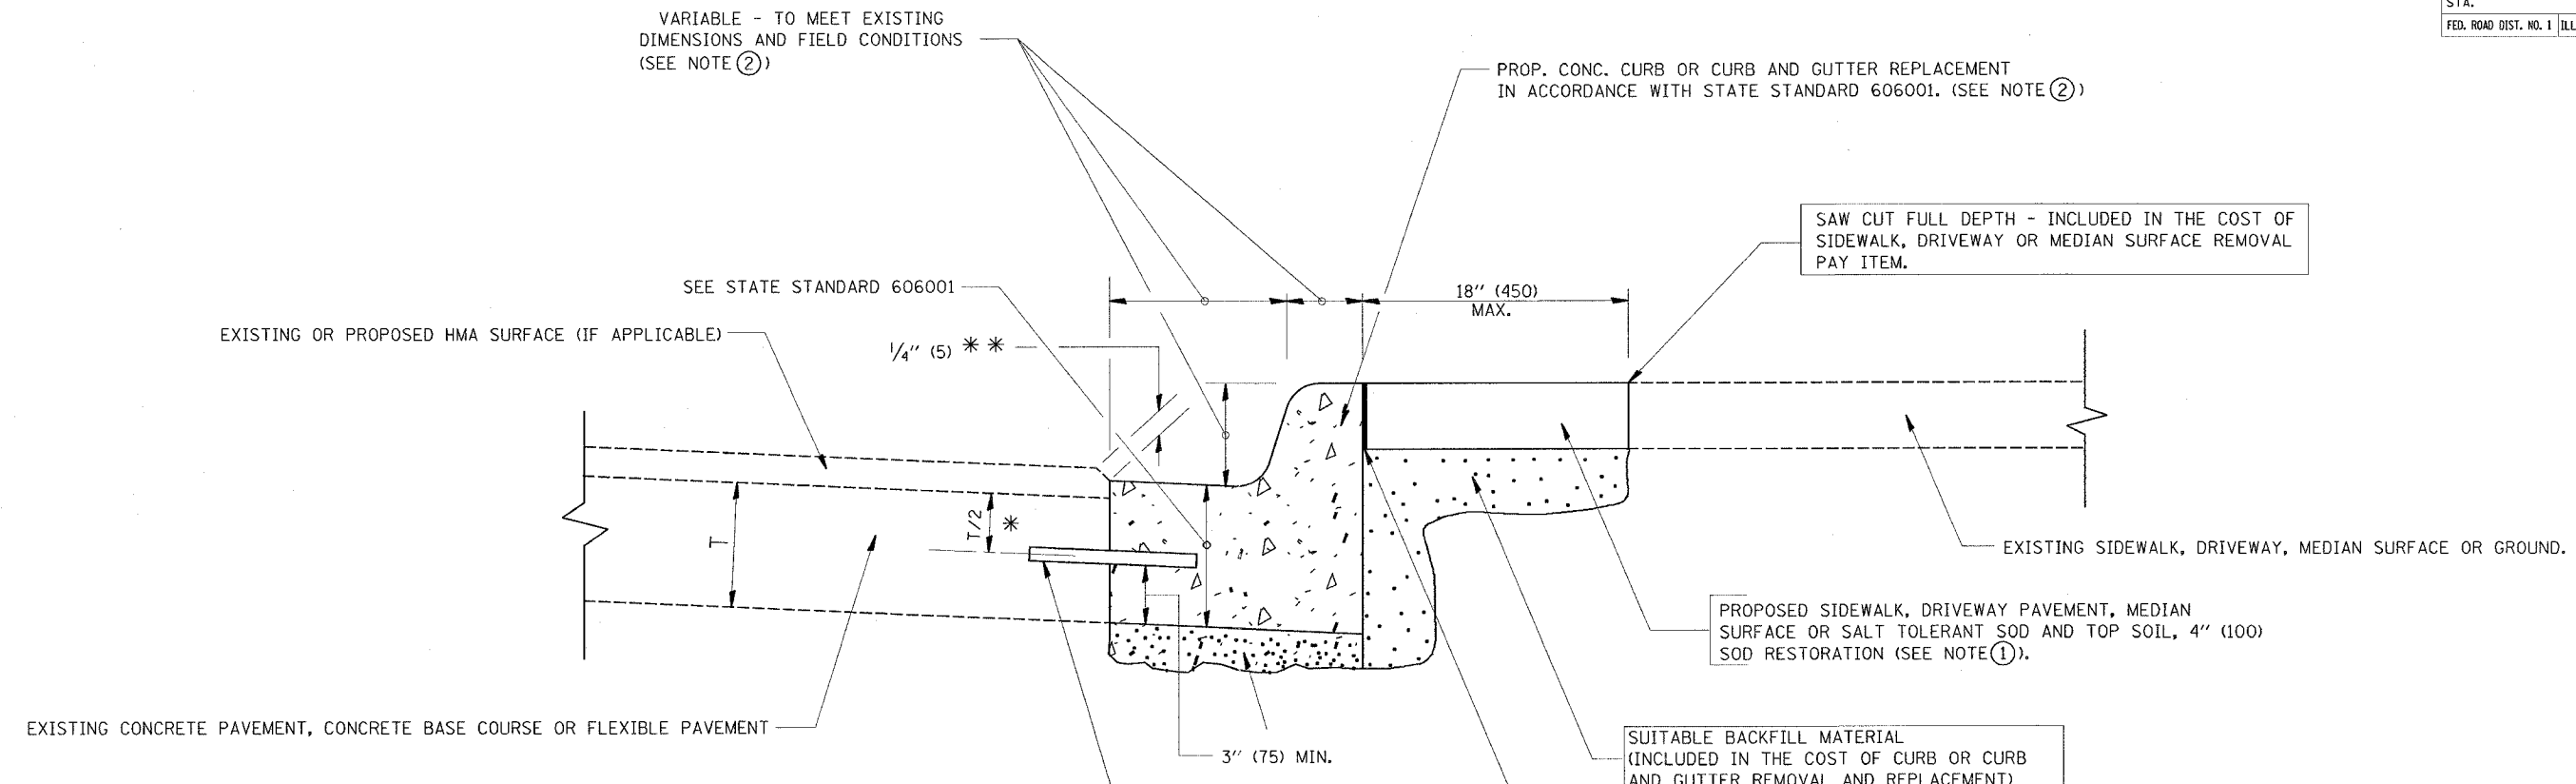 STA.
FED. ROAD DIST. NO. 1 ILL
VARIABLE - TO MEET EXISTING
DIMENSIONS AND FIELD CONDITIONS
(SEE NOTE ②)
PROP. CONC. CURB OR CURB AND GUTTER REPLACEMENT
IN ACCORDANCE WITH STATE STANDARD 606001. (SEE NOTE ②)
SAW CUT FULL DEPTH - INCLUDED IN THE COST OF
SIDEWALK, DRIVEWAY OR MEDIAN SURFACE REMOVAL
PAY ITEM.
SEE STATE STANDARD 606001
18" (450)
MAX.
EXISTING OR PROPOSED HMA SURFACE (IF APPLICABLE)
1/4" (5) * *
T
T/2 *
EXISTING SIDEWALK, DRIVEWAY, MEDIAN SURFACE OR GROUND.
PROPOSED SIDEWALK, DRIVEWAY PAVEMENT, MEDIAN
SURFACE OR SALT TOLERANT SOD AND TOP SOIL, 4" (100)
SOD RESTORATION (SEE NOTE ①).
EXISTING CONCRETE PAVEMENT, CONCRETE BASE COURSE OR FLEXIBLE PAVEMENT
3" (75) MIN.
SUITABLE BACKFILL MATERIAL
(INCLUDED IN THE COST OF CURB OR CURB
AND GUTTER REMOVAL AND REPLACEMENT)